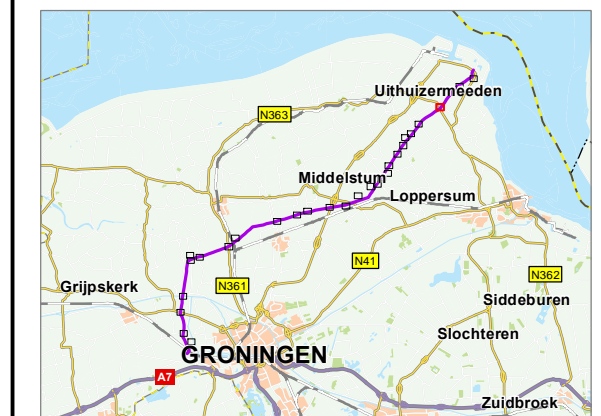 Uithuizermeeden
N363
Middelstum
Loppersum
N41
N362
Grijpskerk
N361
Siddeburen
Slochteren
GRONINGEN
A7
Zuidbroek